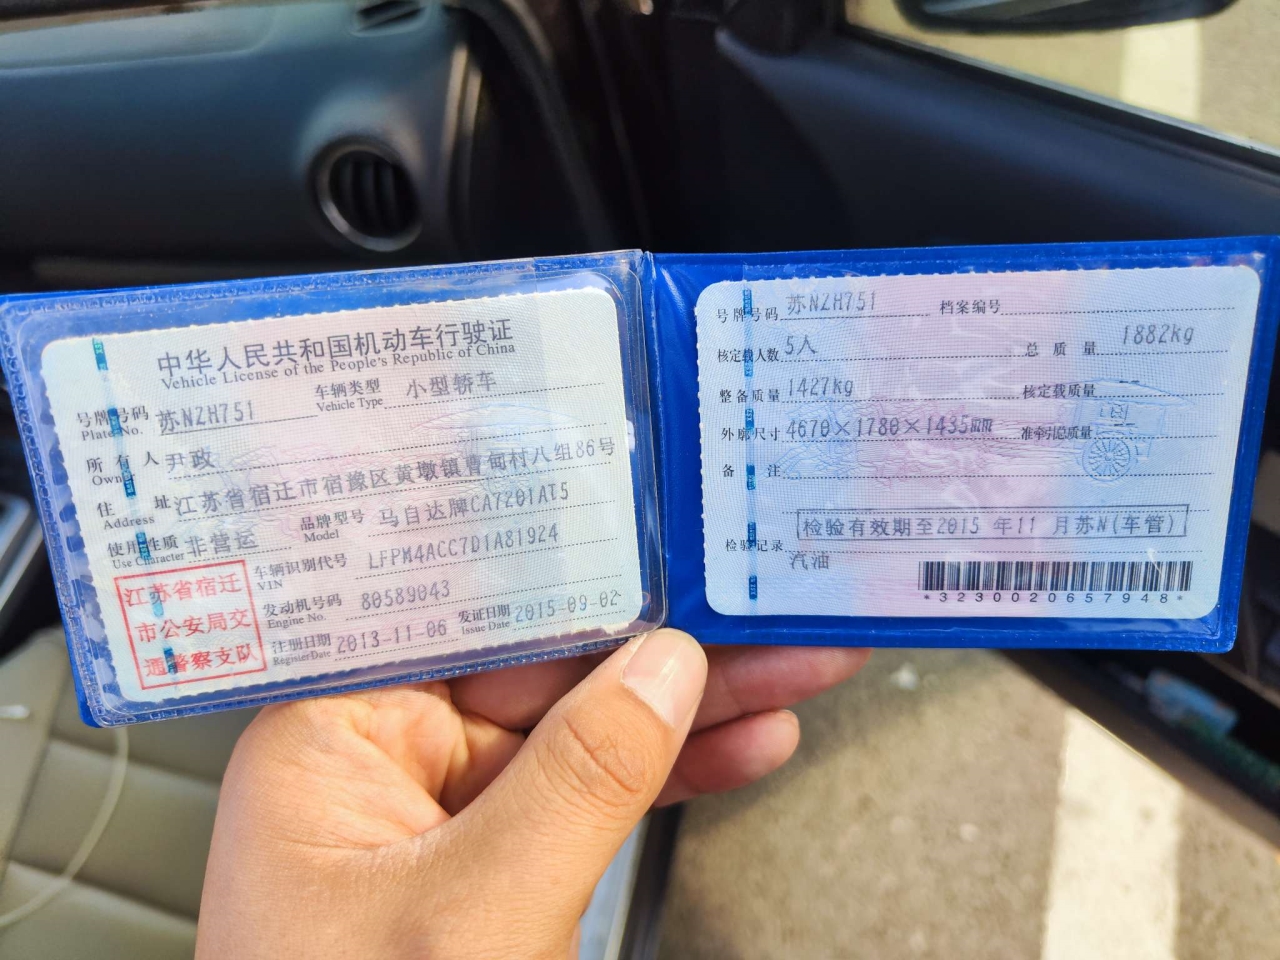 中华人民共和国机动车行驶证
Vehicle License of the People's Republic of China
号牌号码 苏NZH751 车辆类型 小型轿车
Plate No. Vehicle Type
所有人 尹政
Owner
住址 江苏省宿迁市宿豫区黄墩镇曹甸村八组86号
Address
使用性质 非营运 品牌型号 马自达牌CA7201AT5
Use Character Model
江苏省宿迁
市公安局交
通警察支队
车辆识别代号 LFPM4ACC7D1A81924
VIN
发动机号码 80589043
Engine No.
注册日期 2013-11-06 发证日期 2015-09-02
Register Date Issue Date
号牌号码 苏NZH751 档案编号
核定载人数 5人 总质量 1882kg
整备质量 1427kg 核定载质量
外廓尺寸 4670×1780×1435mm 准牵引总质量
备注
检验有效期至2015年11月苏N(车管)
检验记录
汽油
*3230020657948*